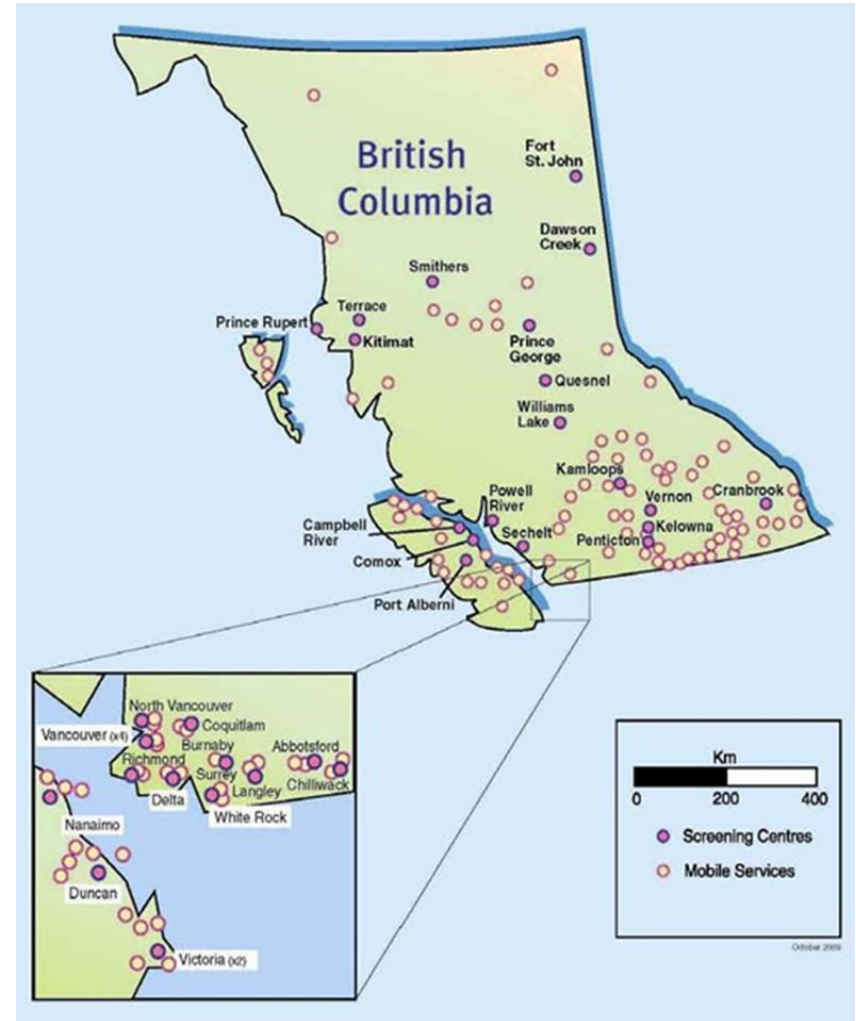 British
Columbia
Fort
St. John
Dawson
Creek
Smithers
Terrace
Prince Rupert
Kitimat
Prince
George
Quesnel
Williams
Lake
Kamloops
Vernon
Cranbrook
Kelowna
Penticton
Powell
River
Sechelt
Campbell
River
Comox
Port Alberni
North Vancouver
Vancouver (x4)
Coquitlam
Burnaby
Abbotsford
Richmond
Surrey
Chilliwack
Langley
Delta
White Rock
Nanaimo
Duncan
Victoria (x2)
Km
0 200 400
Screening Centres
Mobile Services
October 2009